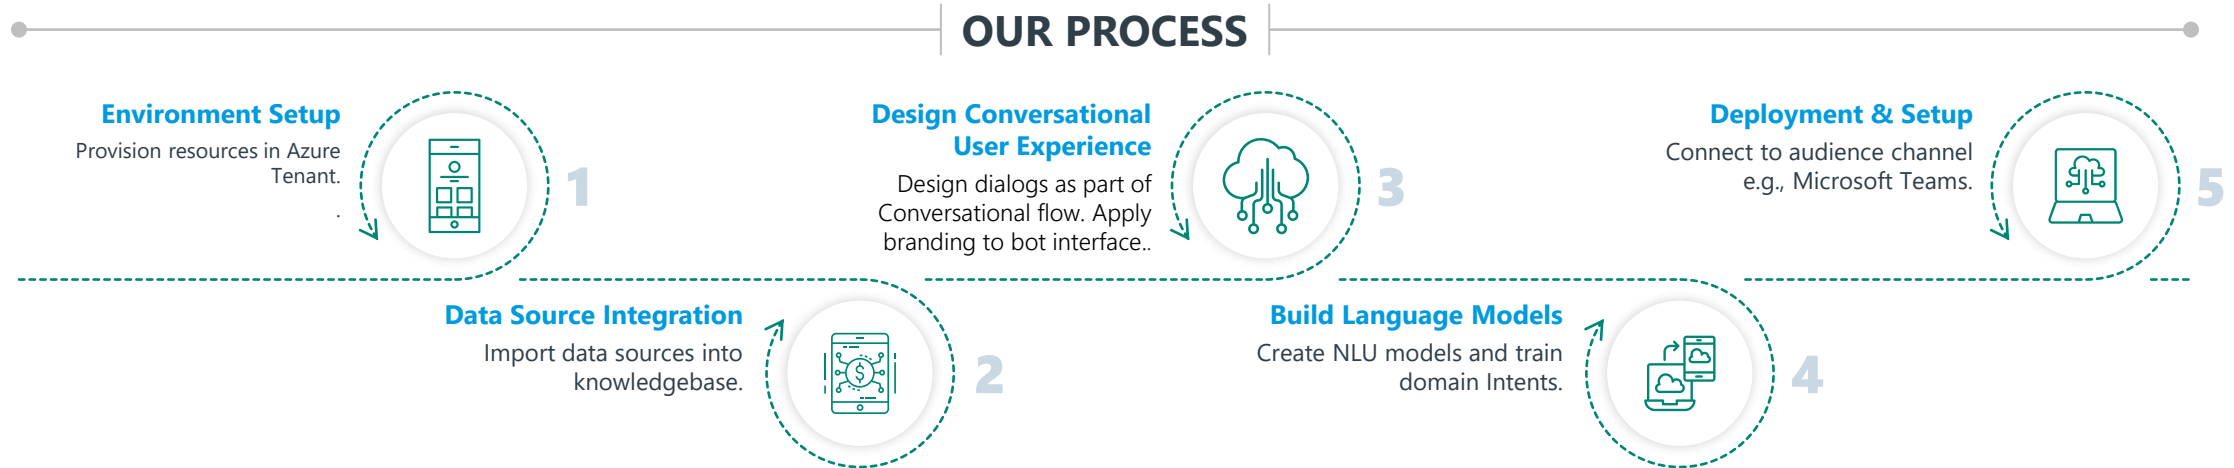 OUR PROCESS
Environment Setup
Provision resources in Azure
Tenant.
.
1
Data Source Integration
Import data sources into
knowledgebase.
2
Design Conversational
User Experience
Design dialogs as part of
Conversational flow. Apply
branding to bot interface..
3
Build Language Models
Create NLU models and train
domain Intents.
4
Deployment & Setup
Connect to audience channel
e.g., Microsoft Teams.
5
$